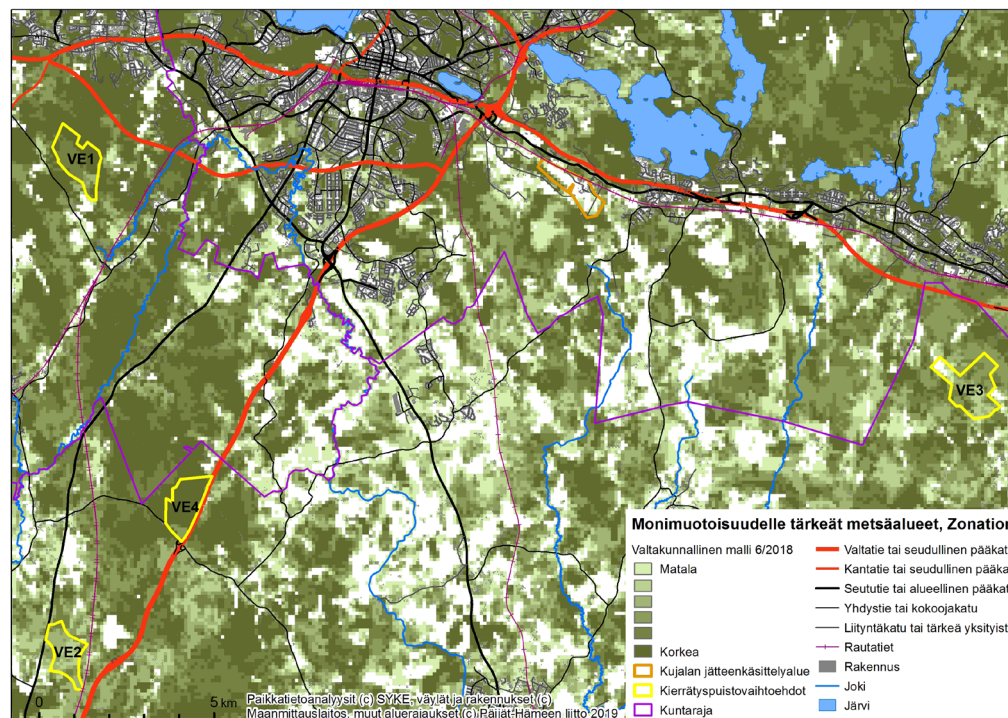 VE1
VE3
VE4
VE2
0
5 km
Paikkatietoanalyysit (c) SYKE, väylät ja rakennukset (c)
Maanmittauslaitos, muut aluerajaukset (c) Päijät-Hämeen liitto 2019
Monimuotoisuudelle tärkeät metsäalueet, Zonation
Valtakunnallinen malli 6/2018
Matala
Korkea
Kujalan jätteenkäsittelyalue
Kierrätyspuistovaihtoehdot
Kuntaraja
Valtatie tai seudullinen pääkat
Kantatie tai seudullinen pääkat
Seututie tai alueellinen pääkat
Yhdystie tai kokoojakatu
Liityntäkatu tai tärkeä yksityist
Rautatiet
Rakennus
Joki
Järvi